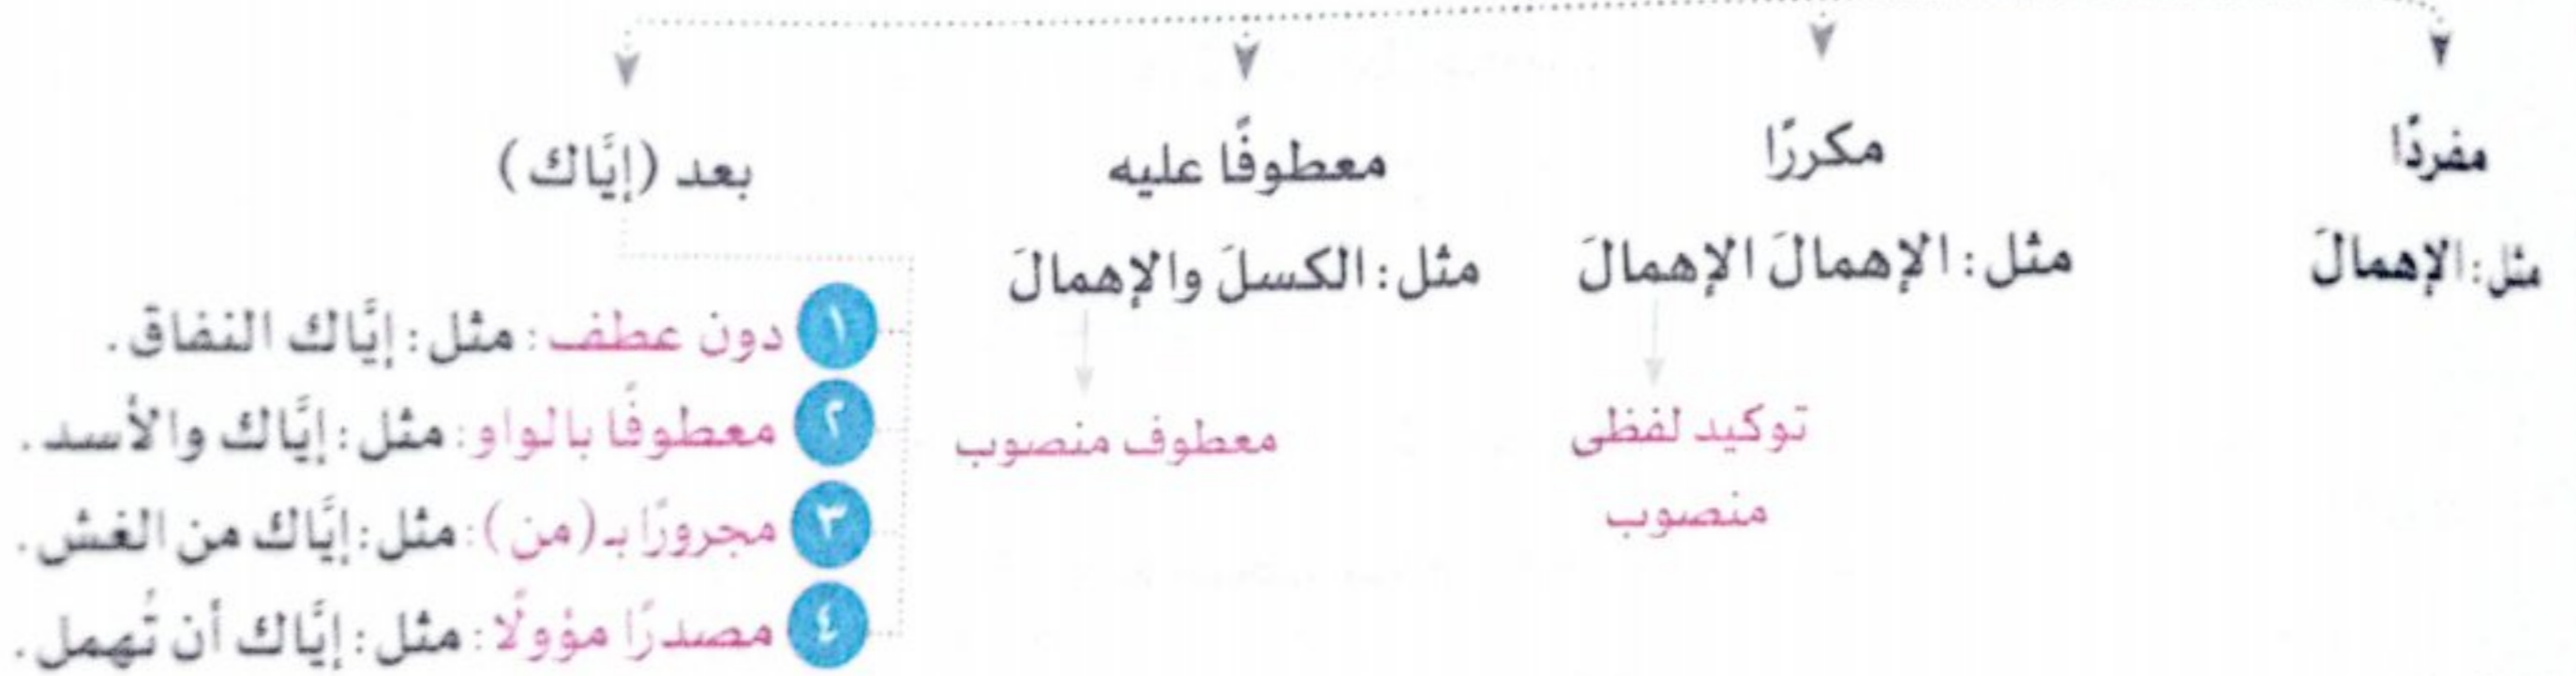 مفردًا
مثل: الإهمالَ
مكررًا
مثل: الإهمالَ الإهمالَ
توكيد لفظى
منصوب
معطوفًا عليه
مثل: الكسلَ والإهمالَ
معطوف منصوب
بعد (إيَّاك)
١ دون عطف: مثل: إيَّاك النفاق.
٢ معطوفًا بالواو: مثل: إيَّاك والأسد.
٣ مجرورًا بـ(من): مثل: إيَّاك من الغش.
٤ مصدرًا مؤولًا: مثل: إيَّاك أن تُهمل.